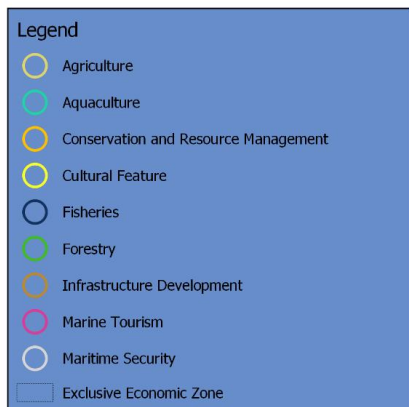 Legend
Agriculture
Aquaculture
Conservation and Resource Management
Cultural Feature
Fisheries
Forestry
Infrastructure Development
Marine Tourism
Maritime Security
Exclusive Economic Zone